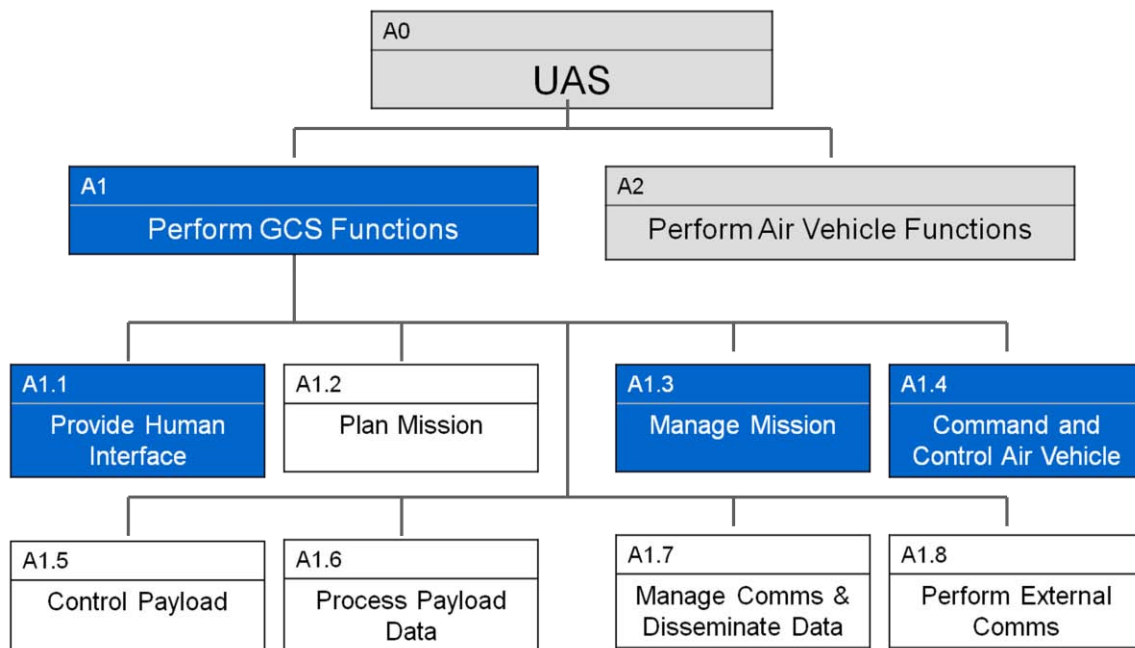 A0
UAS
A1
Perform GCS Functions
A2
Perform Air Vehicle Functions
A1.1
Provide Human
Interface
A1.2
Plan Mission
A1.3
Manage Mission
A1.4
Command and
Control Air Vehicle
A1.5
Control Payload
A1.6
Process Payload
Data
A1.7
Manage Comms &
Disseminate Data
A1.8
Perform External
Comms